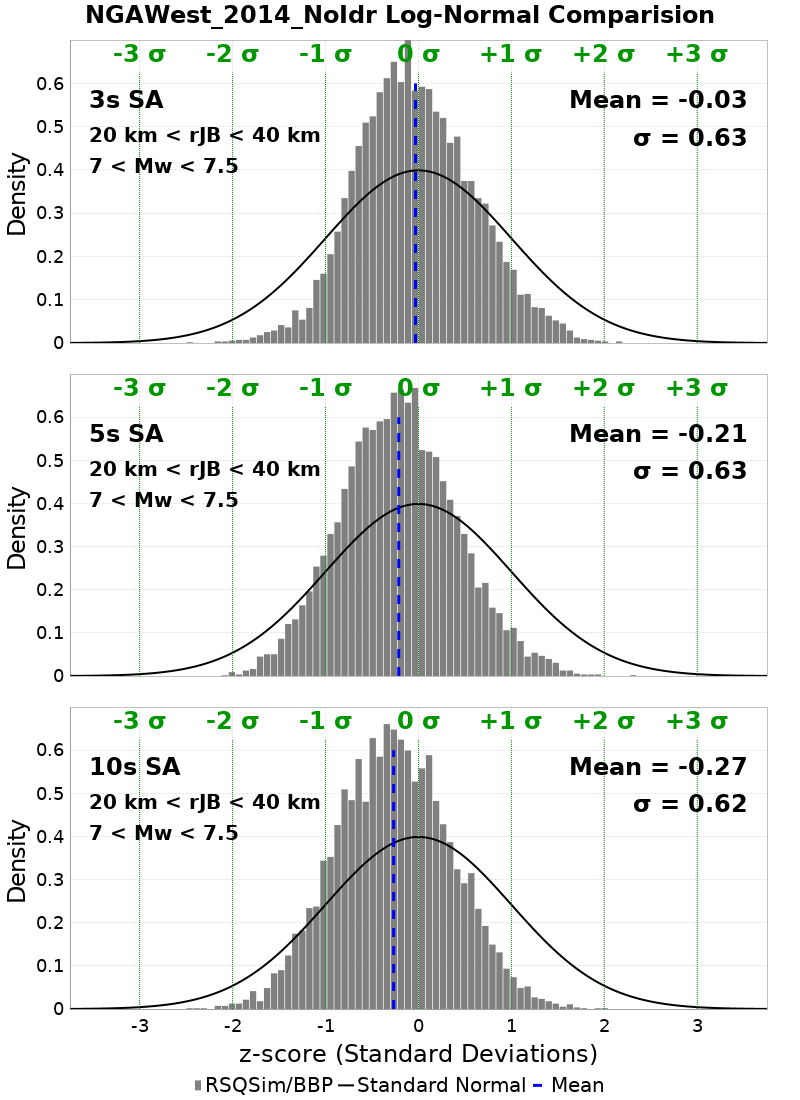 NGAWest_2014_NoIdr Log-Normal Comparision
-3 σ -2 σ -1 σ 0 σ +1 σ +2 σ +3 σ
3s SA Mean = -0.03
20 km < rJB < 40 km σ = 0.63
7 < Mw < 7.5
0.6
0.5
0.4
0.3
0.2
0.1
0
Density
-3 σ -2 σ -1 σ 0 σ +1 σ +2 σ +3 σ
5s SA Mean = -0.21
20 km < rJB < 40 km σ = 0.63
7 < Mw < 7.5
0.6
0.5
0.4
0.3
0.2
0.1
0
Density
-3 σ -2 σ -1 σ 0 σ +1 σ +2 σ +3 σ
10s SA Mean = -0.27
20 km < rJB < 40 km σ = 0.62
7 < Mw < 7.5
0.6
0.5
0.4
0.3
0.2
0.1
0
Density
-3 -2 -1 0 1 2 3
z-score (Standard Deviations)
RSQSim/BBP Standard Normal Mean